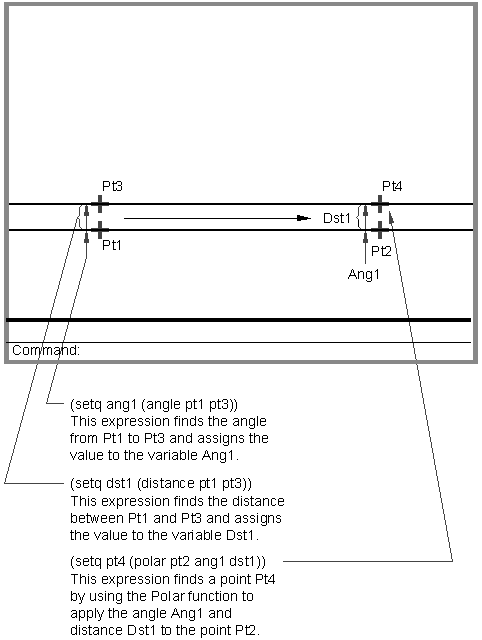 Pt3
Pt4
Dst1
Pt1
Pt2
Ang1
Command:
(setq ang1 (angle pt1 pt3))
This expression finds the angle
from Pt1 to Pt3 and assigns the
value to the variable Ang1.
(setq dst1 (distance pt1 pt3))
This expression finds the distance
between Pt1 and Pt3 and assigns
the value to the variable Dst1.
(setq pt4 (polar pt2 ang1 dst1))
This expression finds a point Pt4
by using the Polar function to
apply the angle Ang1 and
distance Dst1 to the point Pt2.